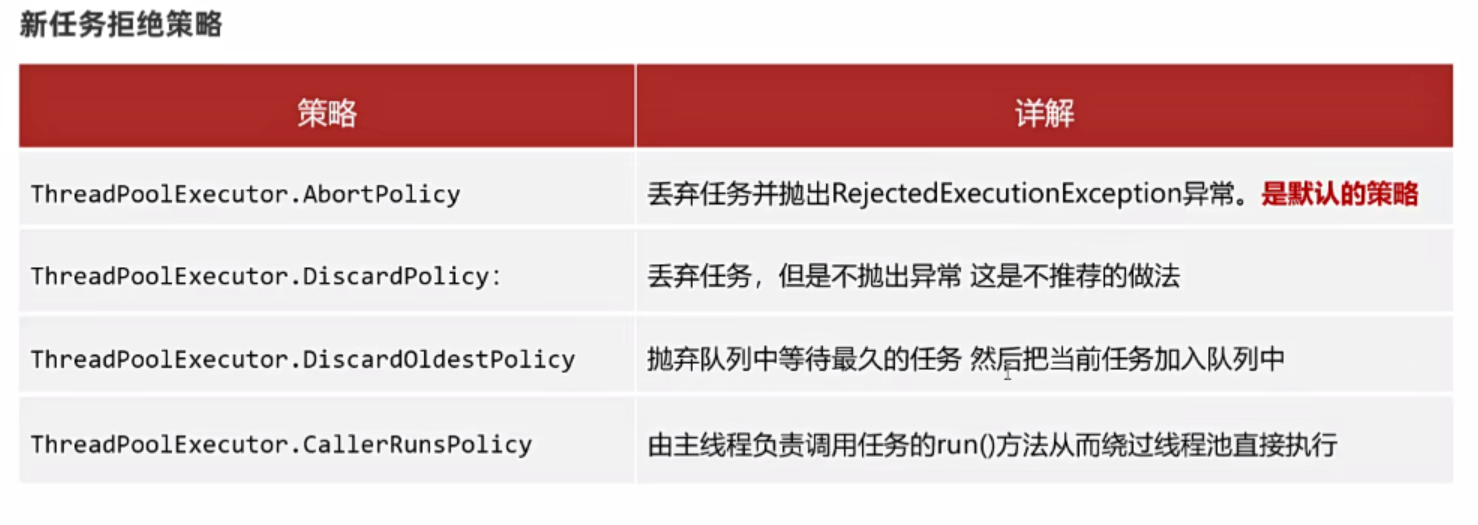 新任务拒绝策略
策略 详解
ThreadPoolExecutor.AbortPolicy 丢弃任务并抛出RejectedExecutionException异常。是默认的策略
ThreadPoolExecutor.DiscardPolicy： 丢弃任务，但是不抛出异常 这是不推荐的做法
ThreadPoolExecutor.DiscardOldestPolicy 抛弃队列中等待最久的任务 然后把当前任务加入队列中
ThreadPoolExecutor.CallerRunsPolicy 由主线程负责调用任务的run()方法从而绕过线程池直接执行